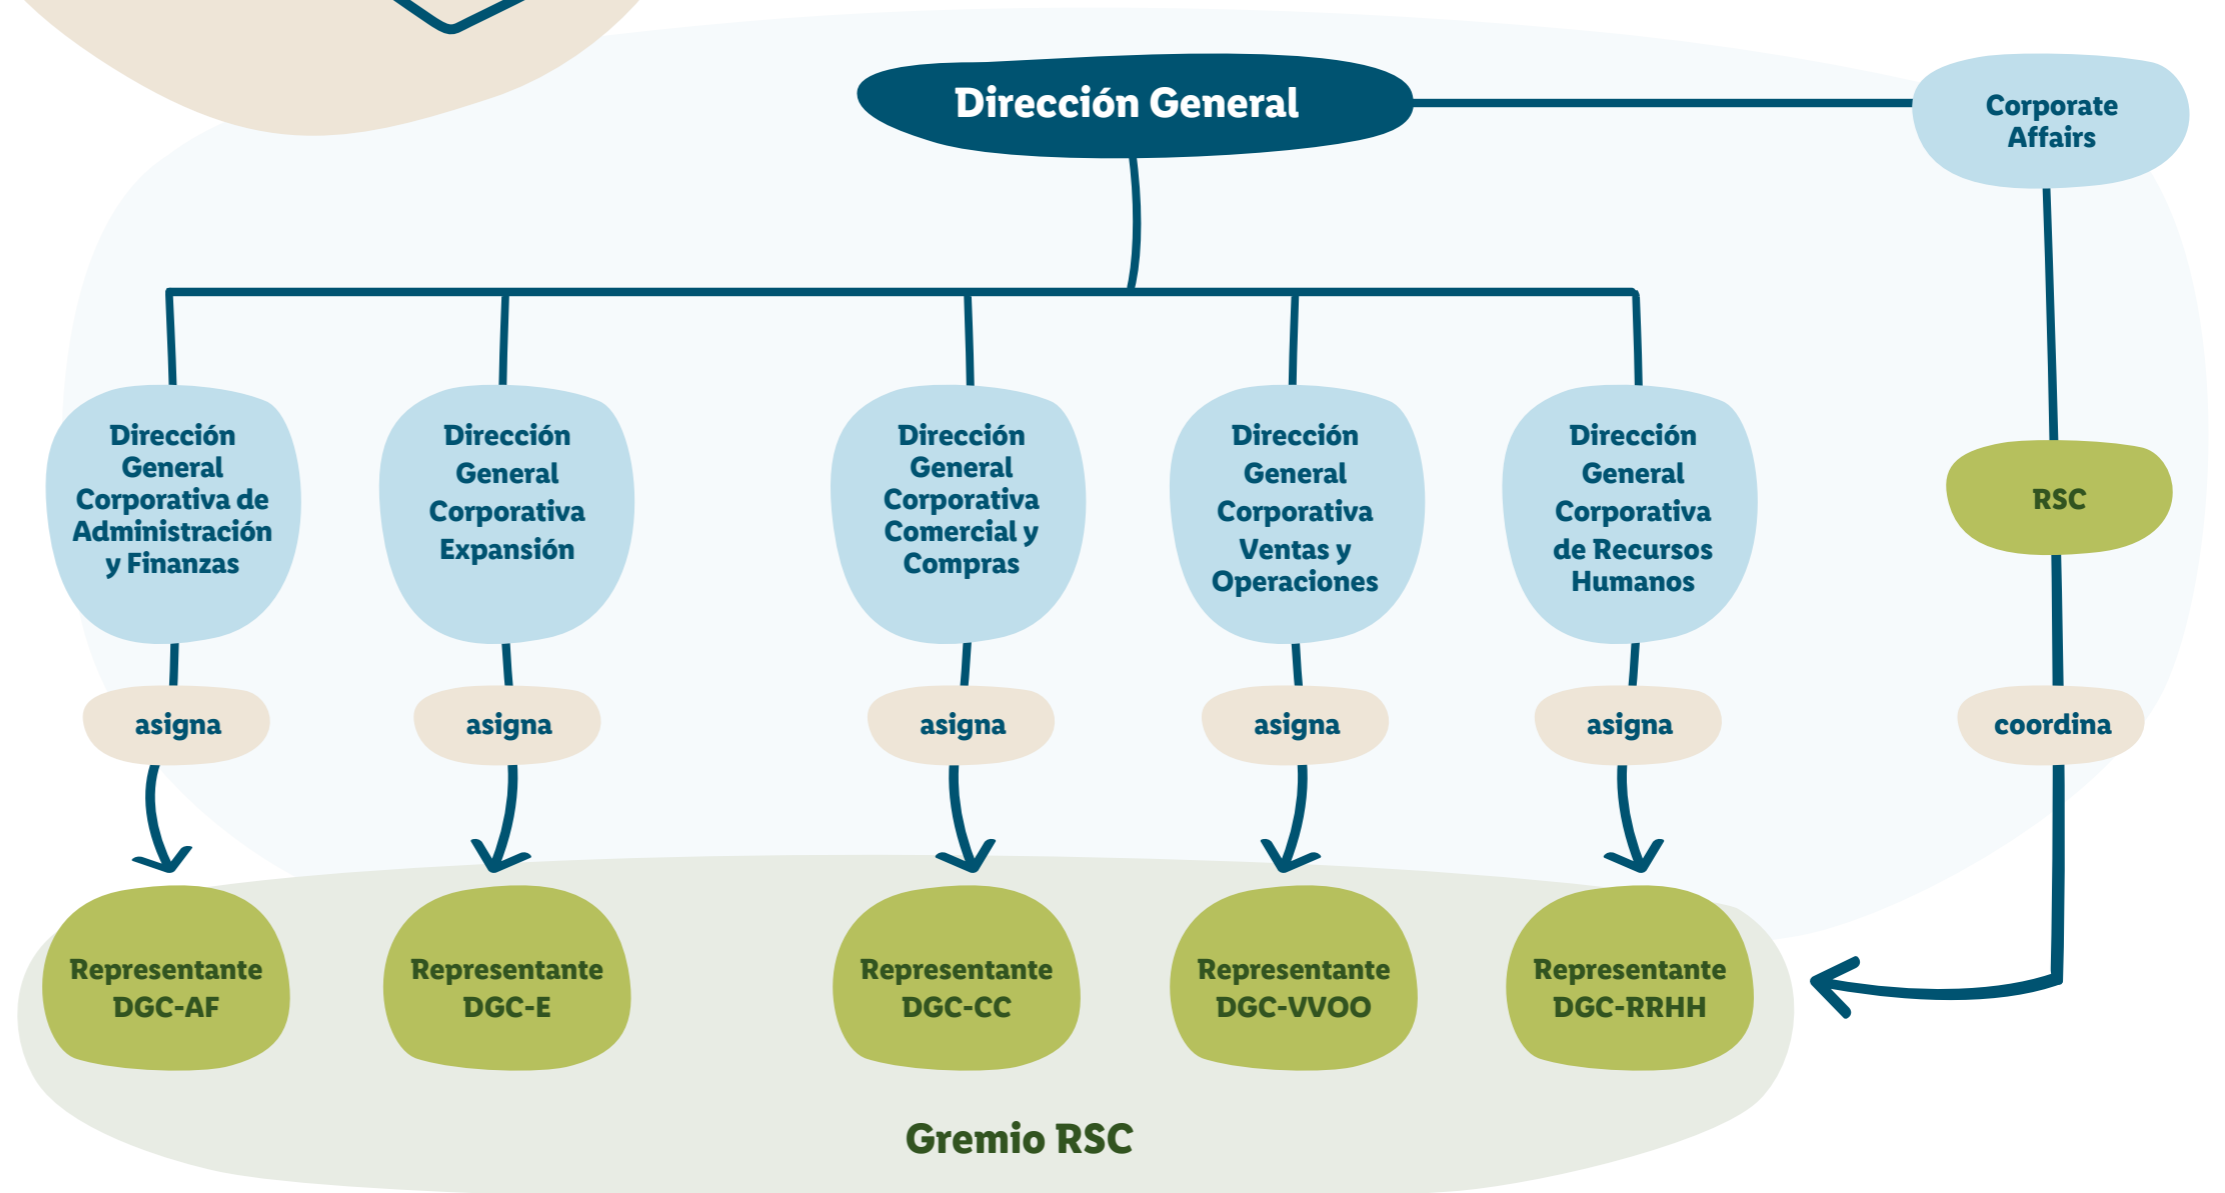 Dirección General
Corporate
Affairs
Dirección
General
Corporativa de
Administración
y Finanzas
Dirección
General
Corporativa
Expansión
Dirección
General
Corporativa
Comercial y
Compras
Dirección
General
Corporativa
Ventas y
Operaciones
Dirección
General
Corporativa
de Recursos
Humanos
RSC
asigna
asigna
asigna
asigna
asigna
coordina
Representante
DGC-AF
Representante
DGC-E
Representante
DGC-CC
Representante
DGC-VVOO
Representante
DGC-RRHH
Gremio RSC